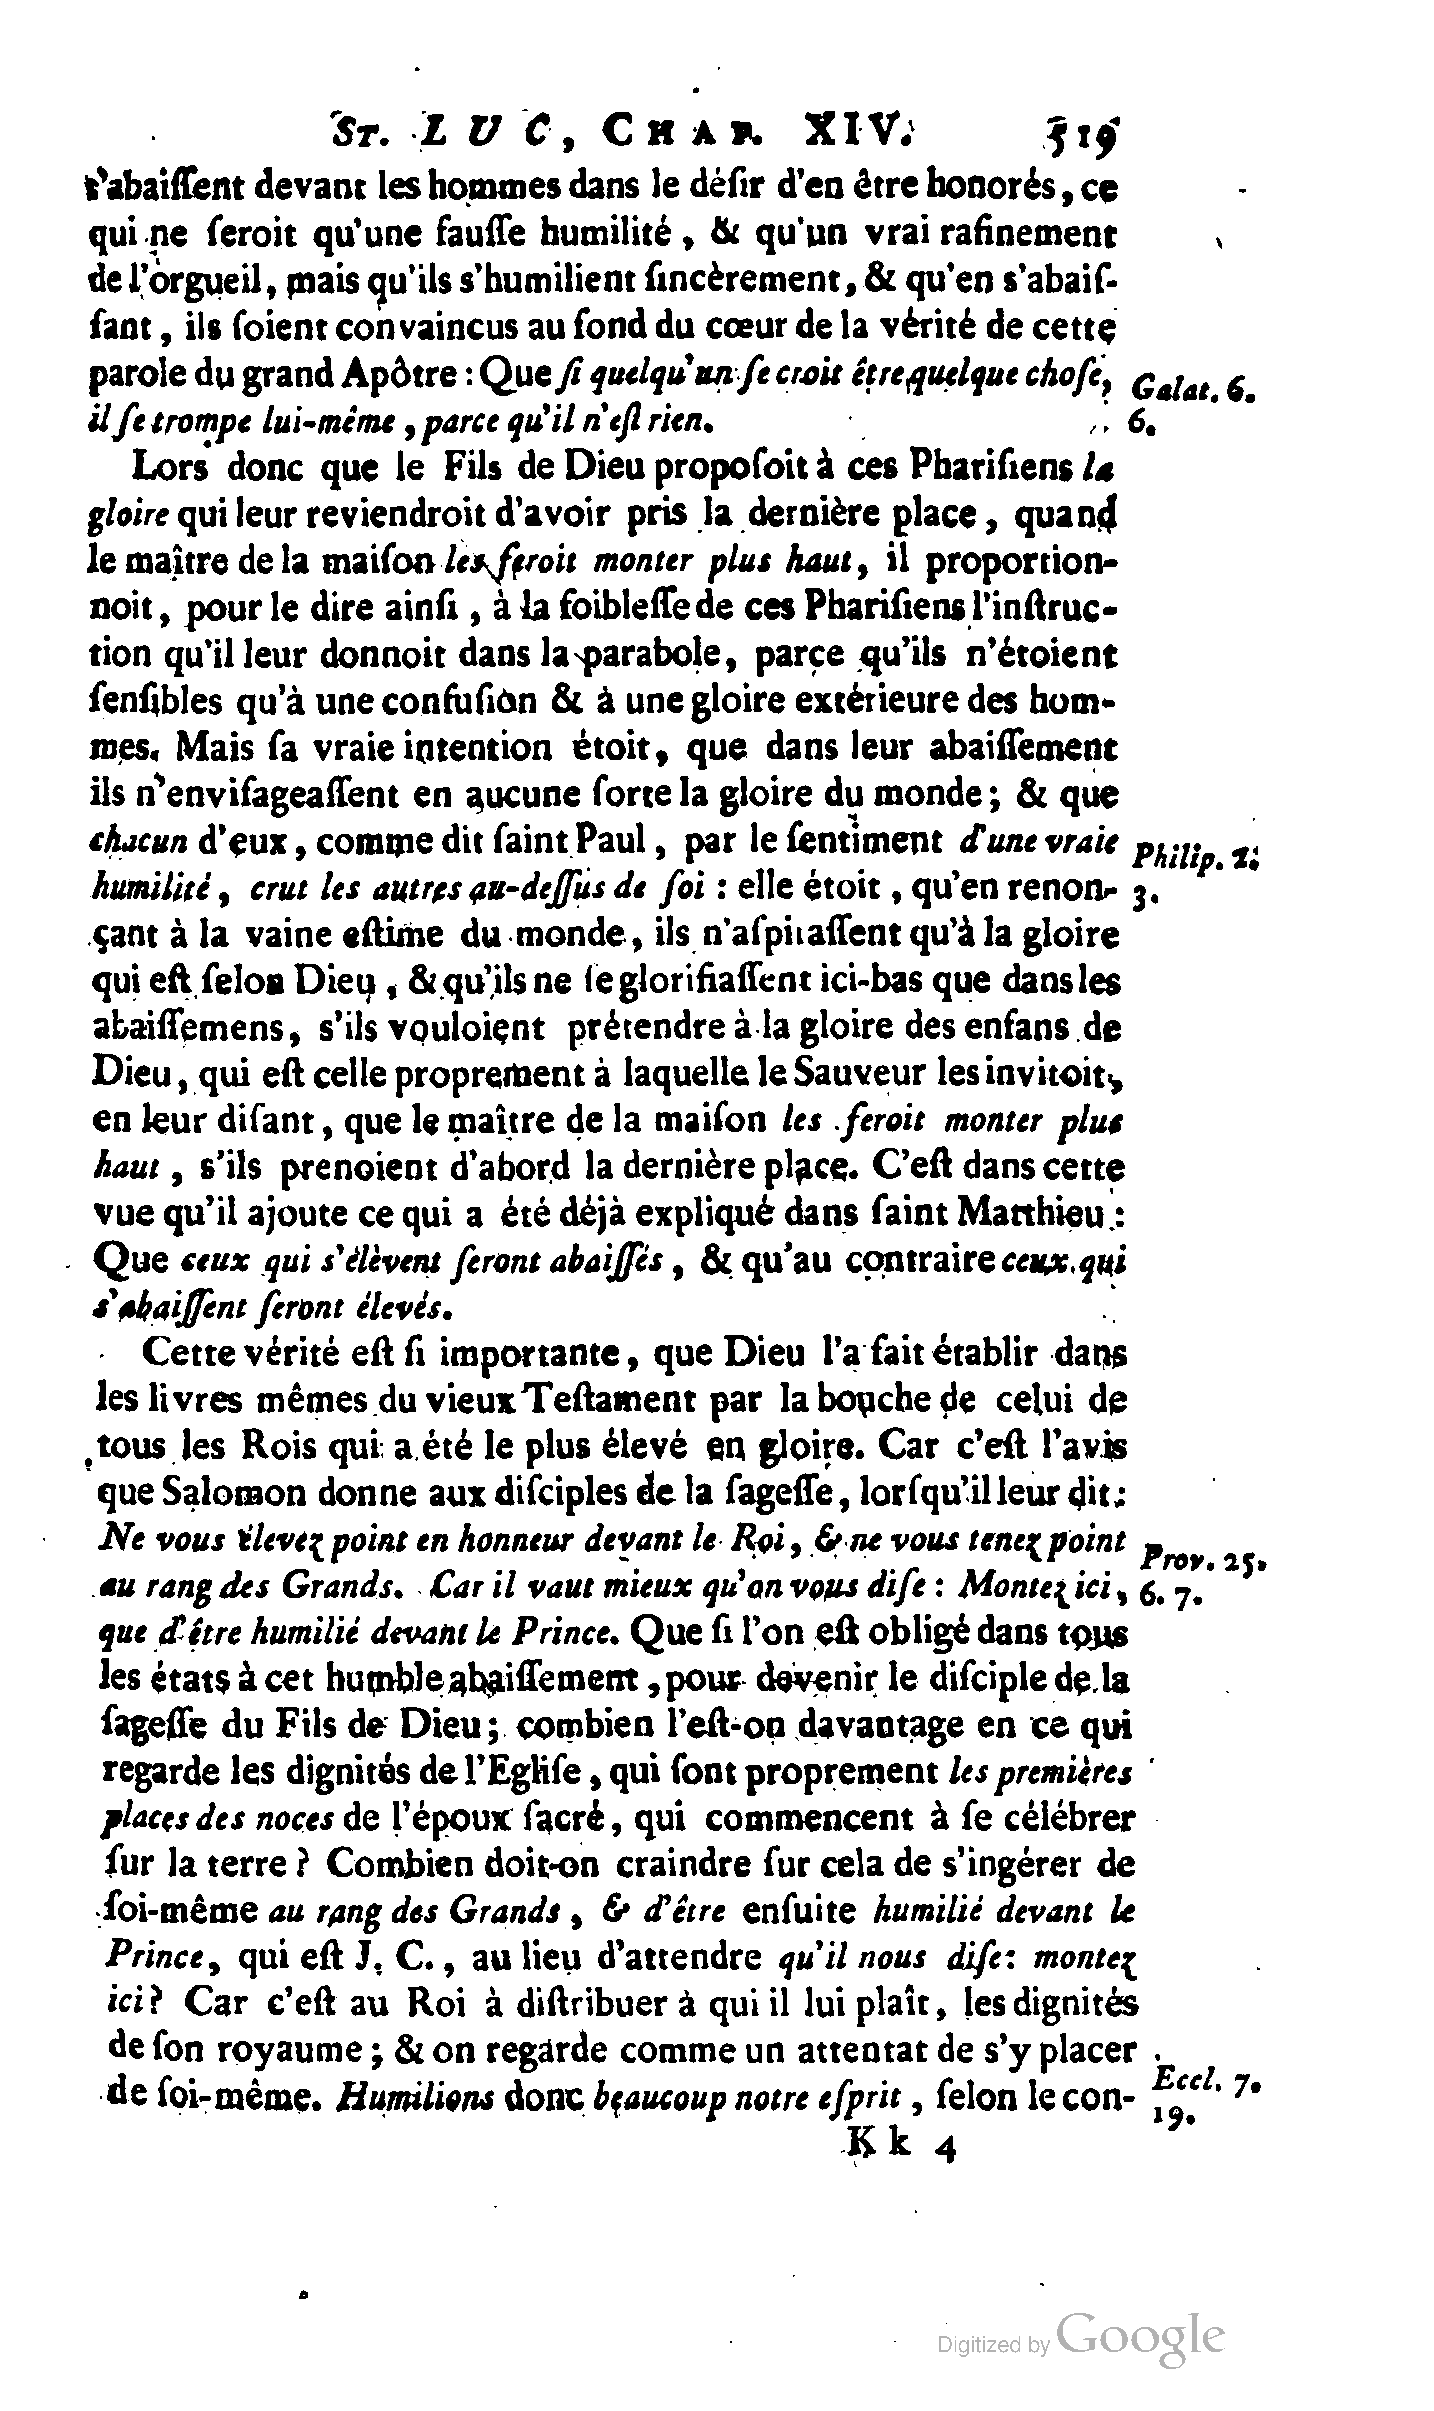 ST. LUC, CHAP. XIV. 519
s'abaiſſent devant les hommes dans le déſir d'en être honorés, ce
qui ne ſeroit qu'une fauſſe humilité, & qu'un vrai rafinement
de l'orgueil, mais qu'ils s'humilient ſincèrement, & qu'en s'abaiſ-
ſant, ils ſoient convaincus au fond du cœur de la vérité de cette
parole du grand Apôtre : Que ſi quelqu'un ſe croit être quelque choſe, Galat. 6.
il ſe trompe lui-même, parce qu'il n'eſt rien. 6.
Lors donc que le Fils de Dieu propoſoit à ces Phariſiens la
gloire qui leur reviendroit d'avoir pris la dernière place, quand
le maître de la maiſon les feroit monter plus haut, il proportion-
noit, pour le dire ainſi, à la foibleſſe de ces Phariſiens l'inſtruc-
tion qu'il leur donnoit dans la parabole, parce qu'ils n'étoient
ſenſibles qu'à une confuſion & à une gloire extérieure des hom-
mes. Mais ſa vraie intention étoit, que dans leur abaiſſement
ils n'enviſageaſſent en aucune ſorte la gloire du monde; & que
chacun d'eux, comme dit ſaint Paul, par le ſentiment d'une vraie Philip. 2.
humilité, crut les autres au-deſſus de ſoi : elle étoit, qu'en renon- 3.
çant à la vaine eſtime du monde, ils n'aſpiraſſent qu'à la gloire
qui eſt ſelon Dieu, & qu'ils ne ſe glorifiaſſent ici-bas que dans les
abaiſſemens, s'ils vouloient prétendre à la gloire des enfans de
Dieu, qui eſt celle proprement à laquelle le Sauveur les invitoit,
en leur diſant, que le maître de la maiſon les feroit monter plus
haut, s'ils prenoient d'abord la dernière place. C'eſt dans cette
vue qu'il ajoute ce qui a été déjà expliqué dans ſaint Matthieu :
Que ceux qui s'élèvent ſeront abaiſſés, & qu'au contraire ceux qui
s'abaiſſent ſeront élevés.
Cette vérité eſt ſi importante, que Dieu l'a fait établir dans
les livres mêmes du vieux Teſtament par la bouche de celui de
tous les Rois qui a été le plus élevé en gloire. Car c'eſt l'avis
que Salomon donne aux diſciples de la ſageſſe, lorſqu'il leur dit :
Ne vous élevez point en honneur devant le Roi, & ne vous tenez point Prov. 25.
au rang des Grands. Car il vaut mieux qu'on vous diſe : Montez ici, 6. 7.
que d'être humilié devant le Prince. Que ſi l'on eſt obligé dans tous
les états à cet humble abaiſſement, pour devenir le diſciple de la
ſageſſe du Fils de Dieu; combien l'eſt-on davantage en ce qui
regarde les dignités de l'Egliſe, qui ſont proprement les premières
places des noces de l'époux ſacré, qui commencent à ſe célébrer
ſur la terre ? Combien doit-on craindre ſur cela de s'ingérer de
ſoi-même au rang des Grands, & d'être enſuite humilié devant le
Prince, qui eſt J. C., au lieu d'attendre qu'il nous diſe : montez
ici ? Car c'eſt au Roi à diſtribuer à qui il lui plaît, les dignités
de ſon royaume ; & on regarde comme un attentat de s'y placer
de ſoi-même. Humilions donc beaucoup notre eſprit, ſelon le con- Eccl. 7.
19.
Kk 4
Digitized by Google